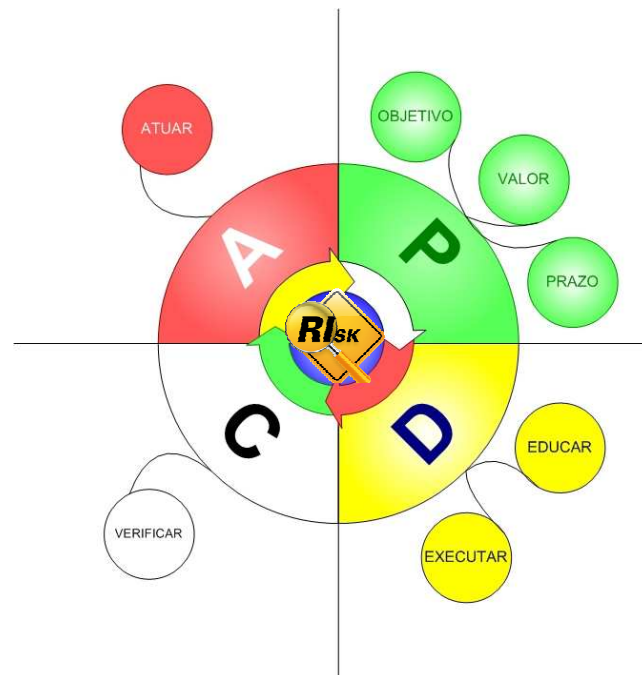 ATUAR
OBJETIVO
VALOR
PRAZO
A
P
RISK
C
D
EDUCAR
EXECUTAR
VERIFICAR